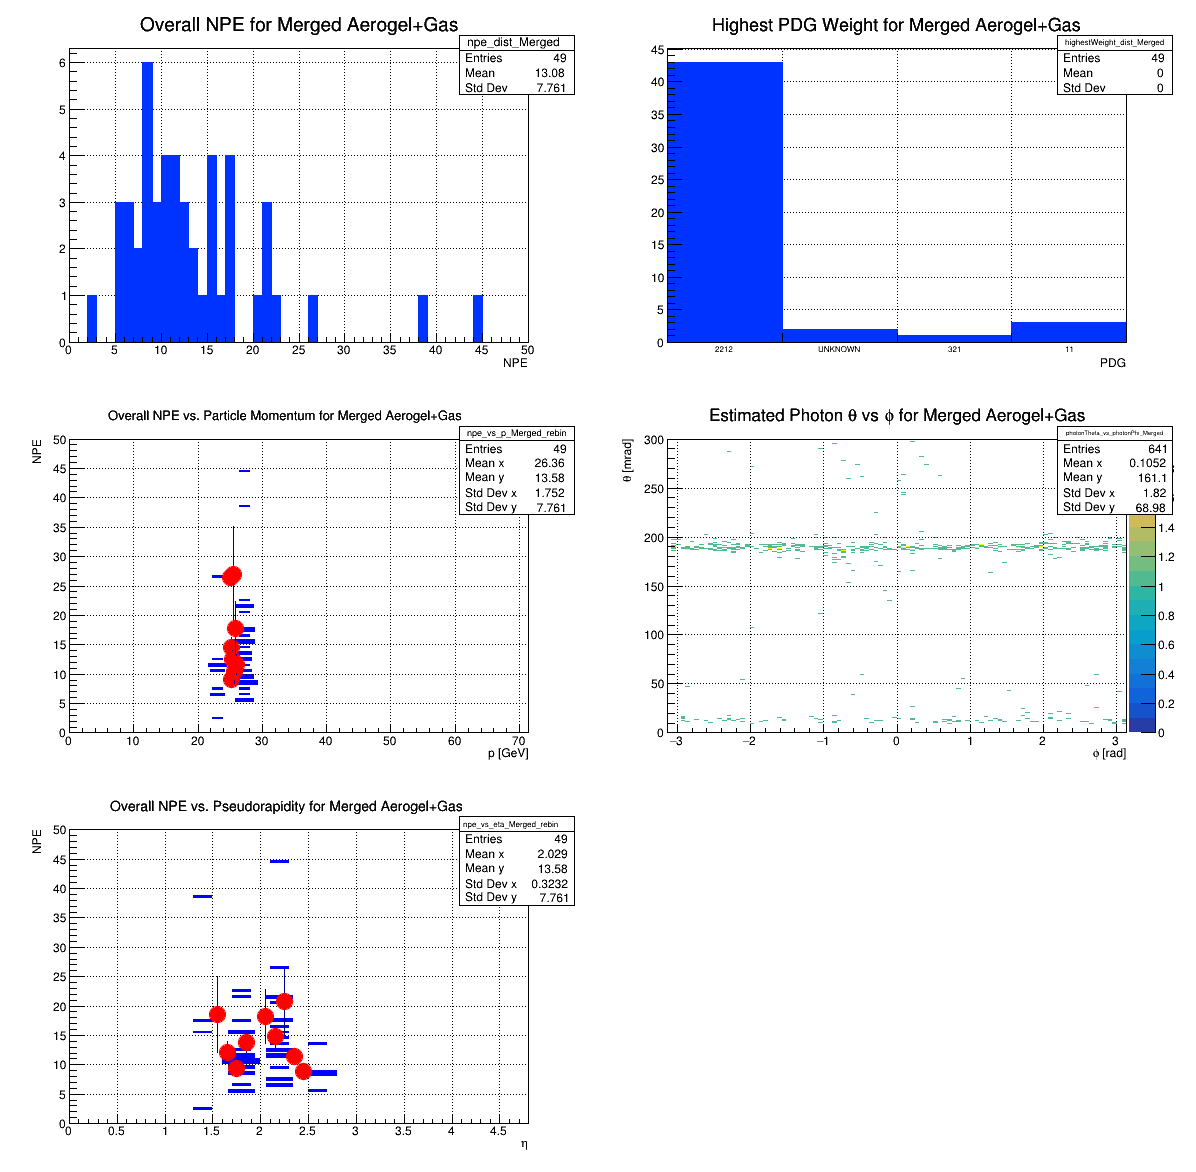 Overall NPE for Merged Aerogel+Gas
npe_dist_Merged
Entries 49
Mean 13.08
Std Dev 7.761
6
5
4
3
2
1
0
0 5 10 15 20 25 30 35 40 45 50
NPE
Highest PDG Weight for Merged Aerogel+Gas
highestWeight_dist_Merged
Entries 49
Mean 0
Std Dev 0
45
40
35
30
25
20
15
10
5
0
2212 UNKNOWN 321 11
PDG
Overall NPE vs. Particle Momentum for Merged Aerogel+Gas
npe_vs_p_Merged_rebin
Entries 49
Mean x 26.36
Mean y 13.58
Std Dev x 1.752
Std Dev y 7.761
NPE
50
45
40
35
30
25
20
15
10
5
0
0 10 20 30 40 50 60 70
p [GeV]
Estimated Photon θ vs ϕ for Merged Aerogel+Gas
photonTheta_vs_photonPhi_Merged
Entries 641
Mean x 0.1052
Mean y 161.1
Std Dev x 1.82
Std Dev y 68.98
θ [mrad]
300
250
200
150
100
50
0
−3 −2 −1 0 1 2 3
ϕ [rad]
1.4
1.2
1
0.8
0.6
0.4
0.2
0
Overall NPE vs. Pseudorapidity for Merged Aerogel+Gas
npe_vs_eta_Merged_rebin
Entries 49
Mean x 2.029
Mean y 13.58
Std Dev x 0.3232
Std Dev y 7.761
NPE
50
45
40
35
30
25
20
15
10
5
0
0 0.5 1 1.5 2 2.5 3 3.5 4 4.5
η